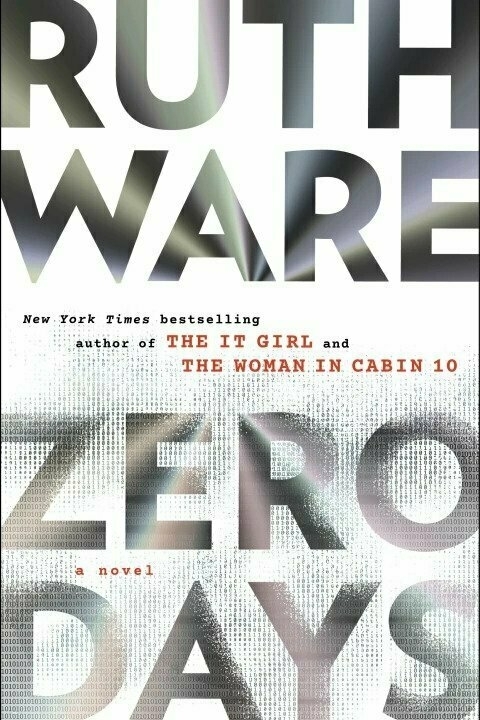 RUTH
WARE
New York Times bestselling
author of THE IT GIRL and
THE WOMAN IN CABIN 10
ZERO
a novel
DAYS